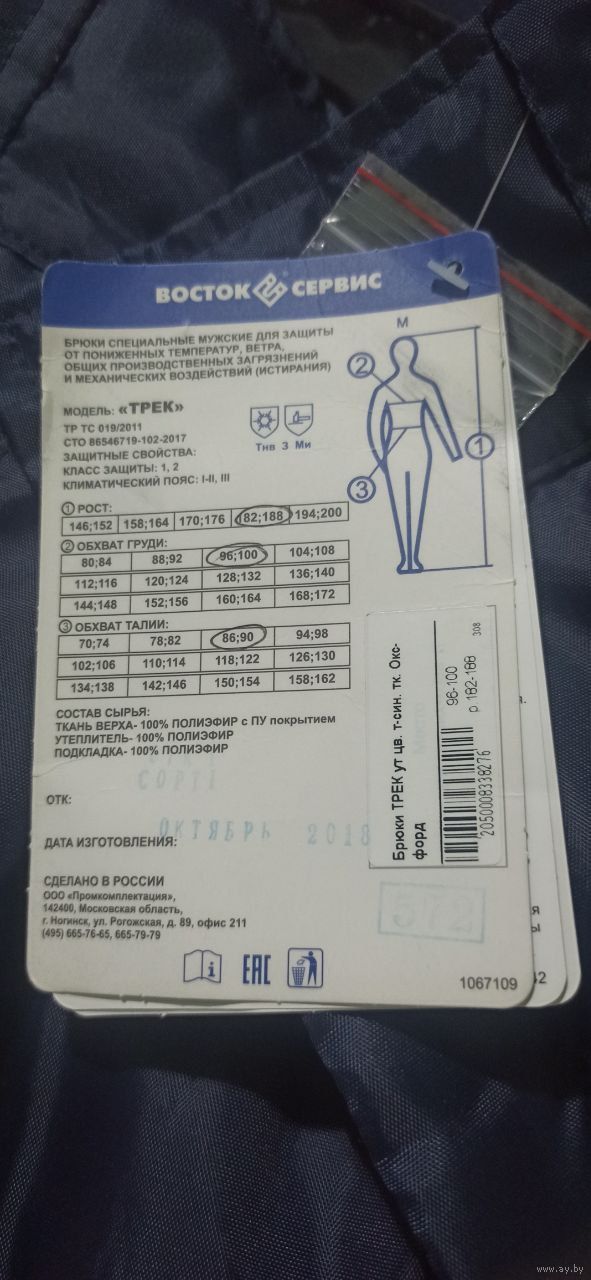 ВОСТОК СЕРВИС
БРЮКИ СПЕЦИАЛЬНЫЕ МУЖСКИЕ ДЛЯ ЗАЩИТЫ
ОТ ПОНИЖЕННЫХ ТЕМПЕРАТУР, ВЕТРА,
ОБЩИХ ПРОИЗВОДСТВЕННЫХ ЗАГРЯЗНЕНИЙ
И МЕХАНИЧЕСКИХ ВОЗДЕЙСТВИЙ (ИСТИРАНИЯ)
МОДЕЛЬ: «ТРЕК»
ТР ТС 019/2011
СТО 86546719-102-2017
ЗАЩИТНЫЕ СВОЙСТВА:
КЛАСС ЗАЩИТЫ: 1, 2
КЛИМАТИЧЕСКИЙ ПОЯС: I-II, III
Тнв З Ми
М
2
1
3
1 РОСТ:
146;152 158;164 170;176 182;188 194;200
2 ОБХВАТ ГРУДИ:
80;84 88;92 96;100 104;108
112;116 120;124 128;132 136;140
144;148 152;156 160;164 168;172
3 ОБХВАТ ТАЛИИ:
70;74 78;82 86;90 94;98
102;106 110;114 118;122 126;130
134;138 142;146 150;154 158;162
СОСТАВ СЫРЬЯ:
ТКАНЬ ВЕРХА- 100% ПОЛИЭФИР с ПУ покрытием
УТЕПЛИТЕЛЬ- 100% ПОЛИЭФИР
ПОДКЛАДКА- 100% ПОЛИЭФИР
СОРТ1
ОТК:
ОКТЯБРЬ 2018
ДАТА ИЗГОТОВЛЕНИЯ:
СДЕЛАНО В РОССИИ
ООО «Промкомплектация»,
142400, Московская область,
г. Ногинск, ул. Рогожская, д. 89, офис 211
(495) 665-76-65, 665-79-79
EAC
1067109
572
Брюки ТРЕК ут цв. т-син. тк. Окс-
форд
96-100
р 182-188
308
2050008338276
я
ы
42
www.ay.by